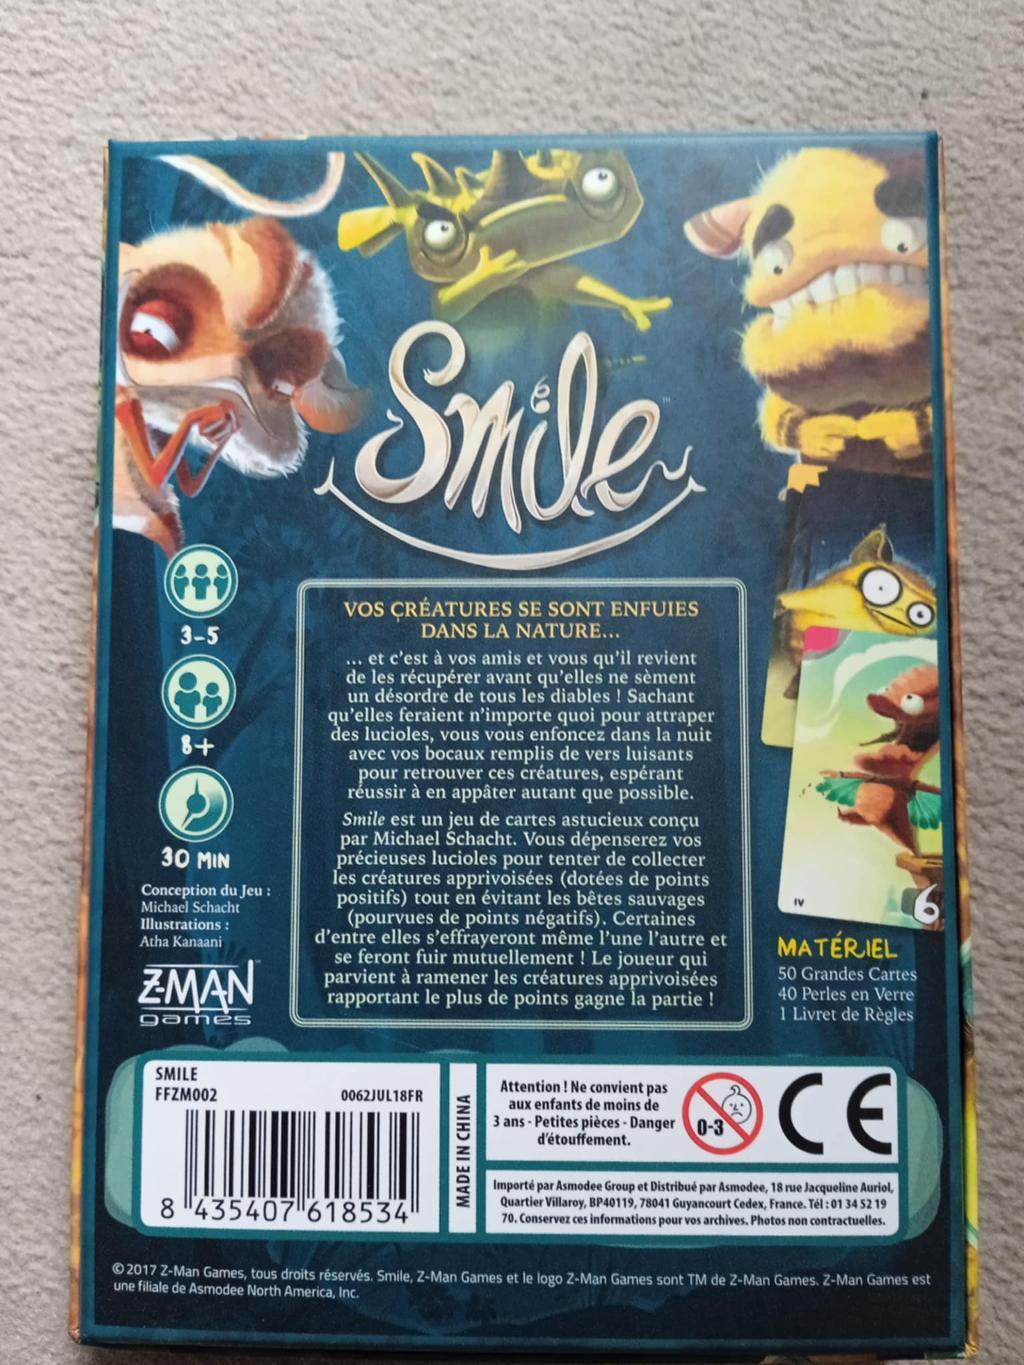 Smile™
3-5
8+
30 MIN
Conception du Jeu :
Michael Schacht
Illustrations :
Atha Kanaani
Z-MAN™
games
VOS CRÉATURES SE SONT ENFUIES
DANS LA NATURE...
... et c'est à vos amis et vous qu'il revient
de les récupérer avant qu'elles ne sèment
un désordre de tous les diables ! Sachant
qu'elles feraient n'importe quoi pour attraper
des lucioles, vous vous enfoncez dans la nuit
avec vos bocaux remplis de vers luisants
pour retrouver ces créatures, espérant
réussir à en appâter autant que possible.
Smile est un jeu de cartes astucieux conçu
par Michael Schacht. Vous dépenserez vos
précieuses lucioles pour tenter de collecter
les créatures apprivoisées (dotées de points
positifs) tout en évitant les bêtes sauvages
(pourvues de points négatifs). Certaines
d'entre elles s'effrayeront même l'une l'autre et
se feront fuir mutuellement ! Le joueur qui
parvient à ramener les créatures apprivoisées
rapportant le plus de points gagne la partie !
IV
6
MATÉRIEL
50 Grandes Cartes
40 Perles en Verre
1 Livret de Règles
SMILE
FFZM002 0062JUL18FR
8 435407 618534
MADE IN CHINA
Attention ! Ne convient pas
aux enfants de moins de
3 ans - Petites pièces - Danger
d'étouffement.
0-3
CE
Importé par Asmodee Group et Distribué par Asmodee, 18 rue Jacqueline Auriol,
Quartier Villaroy, BP40119, 78041 Guyancourt Cedex, France. Tél : 01 34 52 19
70. Conservez ces informations pour vos archives. Photos non contractuelles.
©2017 Z-Man Games, tous droits réservés. Smile, Z-Man Games et le logo Z-Man Games sont TM de Z-Man Games. Z-Man Games est
une filiale de Asmodee North America, Inc.